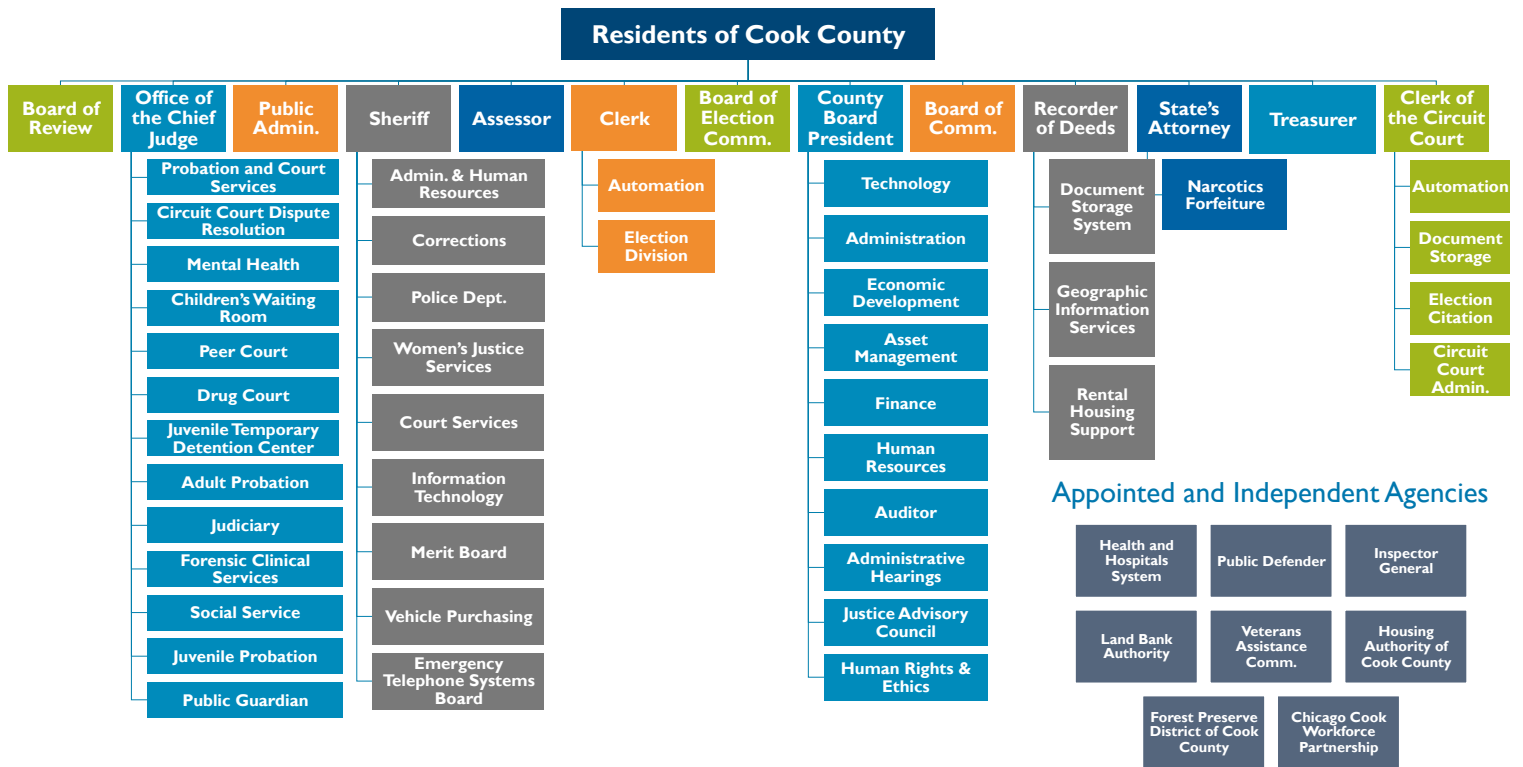 Residents of Cook County
Board of
Review
Office of
the Chief
Judge
Public
Admin.
Sheriff
Assessor
Clerk
Board of
Election
Comm.
County
Board
President
Board of
Comm.
Recorder
of Deeds
State’s
Attorney
Treasurer
Clerk of
the Circuit
Court
Probation and Court
Services
Circuit Court Dispute
Resolution
Mental Health
Children’s Waiting
Room
Peer Court
Drug Court
Juvenile Temporary
Detention Center
Adult Probation
Judiciary
Forensic Clinical
Services
Social Service
Juvenile Probation
Public Guardian
Admin. & Human
Resources
Corrections
Police Dept.
Women’s Justice
Services
Court Services
Information
Technology
Merit Board
Vehicle Purchasing
Emergency
Telephone Systems
Board
Automation
Election
Division
Technology
Administration
Economic
Development
Asset
Management
Finance
Human
Resources
Auditor
Administrative
Hearings
Justice Advisory
Council
Human Rights &
Ethics
Document
Storage
System
Geographic
Information
Services
Rental
Housing
Support
Narcotics
Forfeiture
Automation
Document
Storage
Election
Citation
Circuit
Court
Admin.
Appointed and Independent Agencies
Health and
Hospitals
System
Public Defender
Inspector
General
Land Bank
Authority
Veterans
Assistance
Comm.
Housing
Authority of
Cook County
Forest Preserve
District of Cook
County
Chicago Cook
Workforce
Partnership